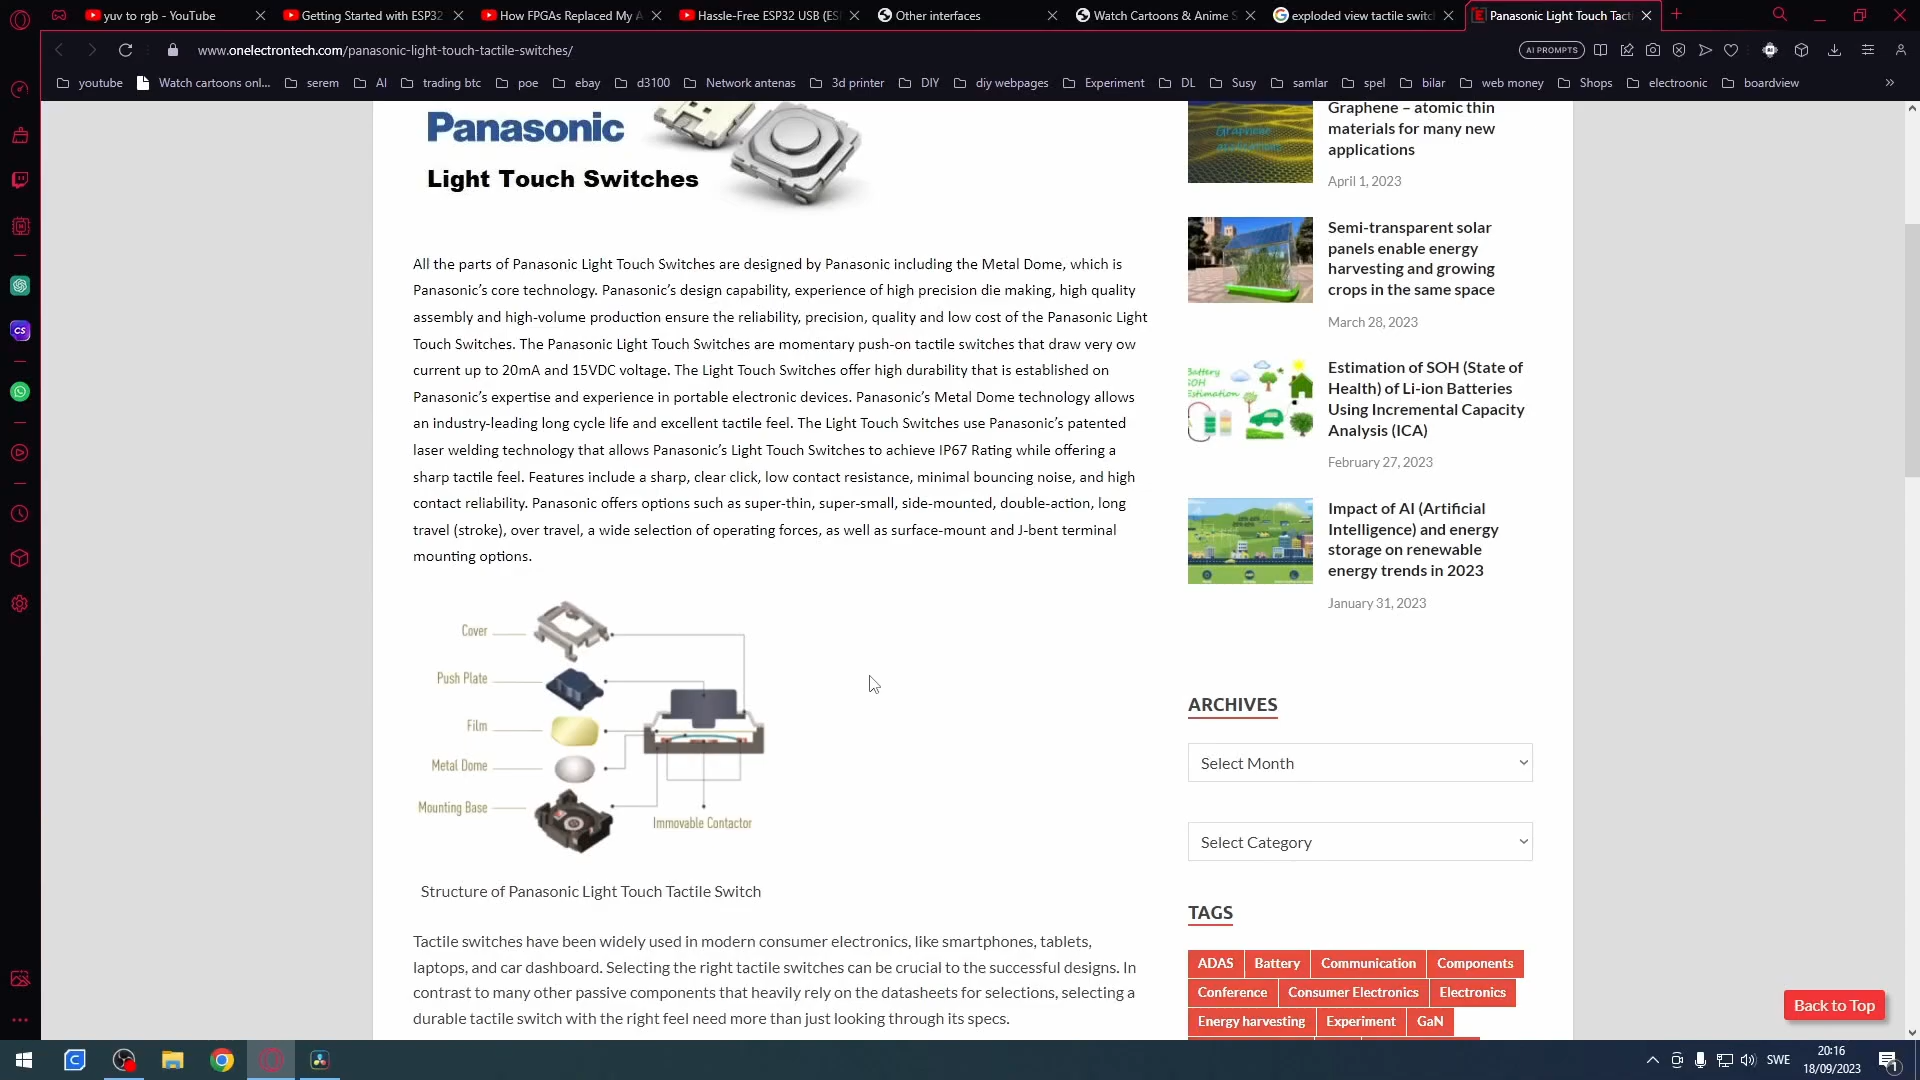 yuv to rgb - YouTube
Getting Started with ESP32
How FPGAs Replaced My A
Hassle-Free ESP32 USB (ES
Other interfaces
Watch Cartoons & Anime S
exploded view tactile switch
Panasonic Light Touch Tact
www.onelectrontech.com/panasonic-light-touch-tactile-switches/
AI PROMPTS
youtube
Watch cartoons onl...
serem
AI
trading btc
poe
ebay
d3100
Network antenas
3d printer
DIY
diy webpages
Experiment
DL
Susy
samlar
spel
bilar
web money
Shops
electroonic
boardview
Panasonic
Light Touch Switches
All the parts of Panasonic Light Touch Switches are designed by Panasonic including the Metal Dome, which is
Panasonic's core technology. Panasonic's design capability, experience of high precision die making, high quality
assembly and high-volume production ensure the reliability, precision, quality and low cost of the Panasonic Light
Touch Switches. The Panasonic Light Touch Switches are momentary push-on tactile switches that draw very ow
current up to 20mA and 15VDC voltage. The Light Touch Switches offer high durability that is established on
Panasonic's expertise and experience in portable electronic devices. Panasonic's Metal Dome technology allows
an industry-leading long cycle life and excellent tactile feel. The Light Touch Switches use Panasonic's patented
laser welding technology that allows Panasonic's Light Touch Switches to achieve IP67 Rating while offering a
sharp tactile feel. Features include a sharp, clear click, low contact resistance, minimal bouncing noise, and high
contact reliability. Panasonic offers options such as super-thin, super-small, side-mounted, double-action, long
travel (stroke), over travel, a wide selection of operating forces, as well as surface-mount and J-bent terminal
mounting options.
Cover
Push Plate
Film
Metal Dome
Mounting Base
Immovable Contactor
Structure of Panasonic Light Touch Tactile Switch
Tactile switches have been widely used in modern consumer electronics, like smartphones, tablets,
laptops, and car dashboard. Selecting the right tactile switches can be crucial to the successful designs. In
contrast to many other passive components that heavily rely on the datasheets for selections, selecting a
durable tactile switch with the right feel need more than just looking through its specs.
Graphene
applications
Graphene – atomic thin
materials for many new
applications
April 1, 2023
Semi-transparent solar
panels enable energy
harvesting and growing
crops in the same space
March 28, 2023
Battery
SOH
Estimation
Estimation of SOH (State of
Health) of Li-ion Batteries
Using Incremental Capacity
Analysis (ICA)
February 27, 2023
Impact of AI (Artificial
Intelligence) and energy
storage on renewable
energy trends in 2023
January 31, 2023
ARCHIVES
Select Month
Select Category
TAGS
ADAS
Battery
Communication
Components
Conference
Consumer Electronics
Electronics
Energy harvesting
Experiment
GaN
Back to Top
CS
SWE
20:16
18/09/2023
1